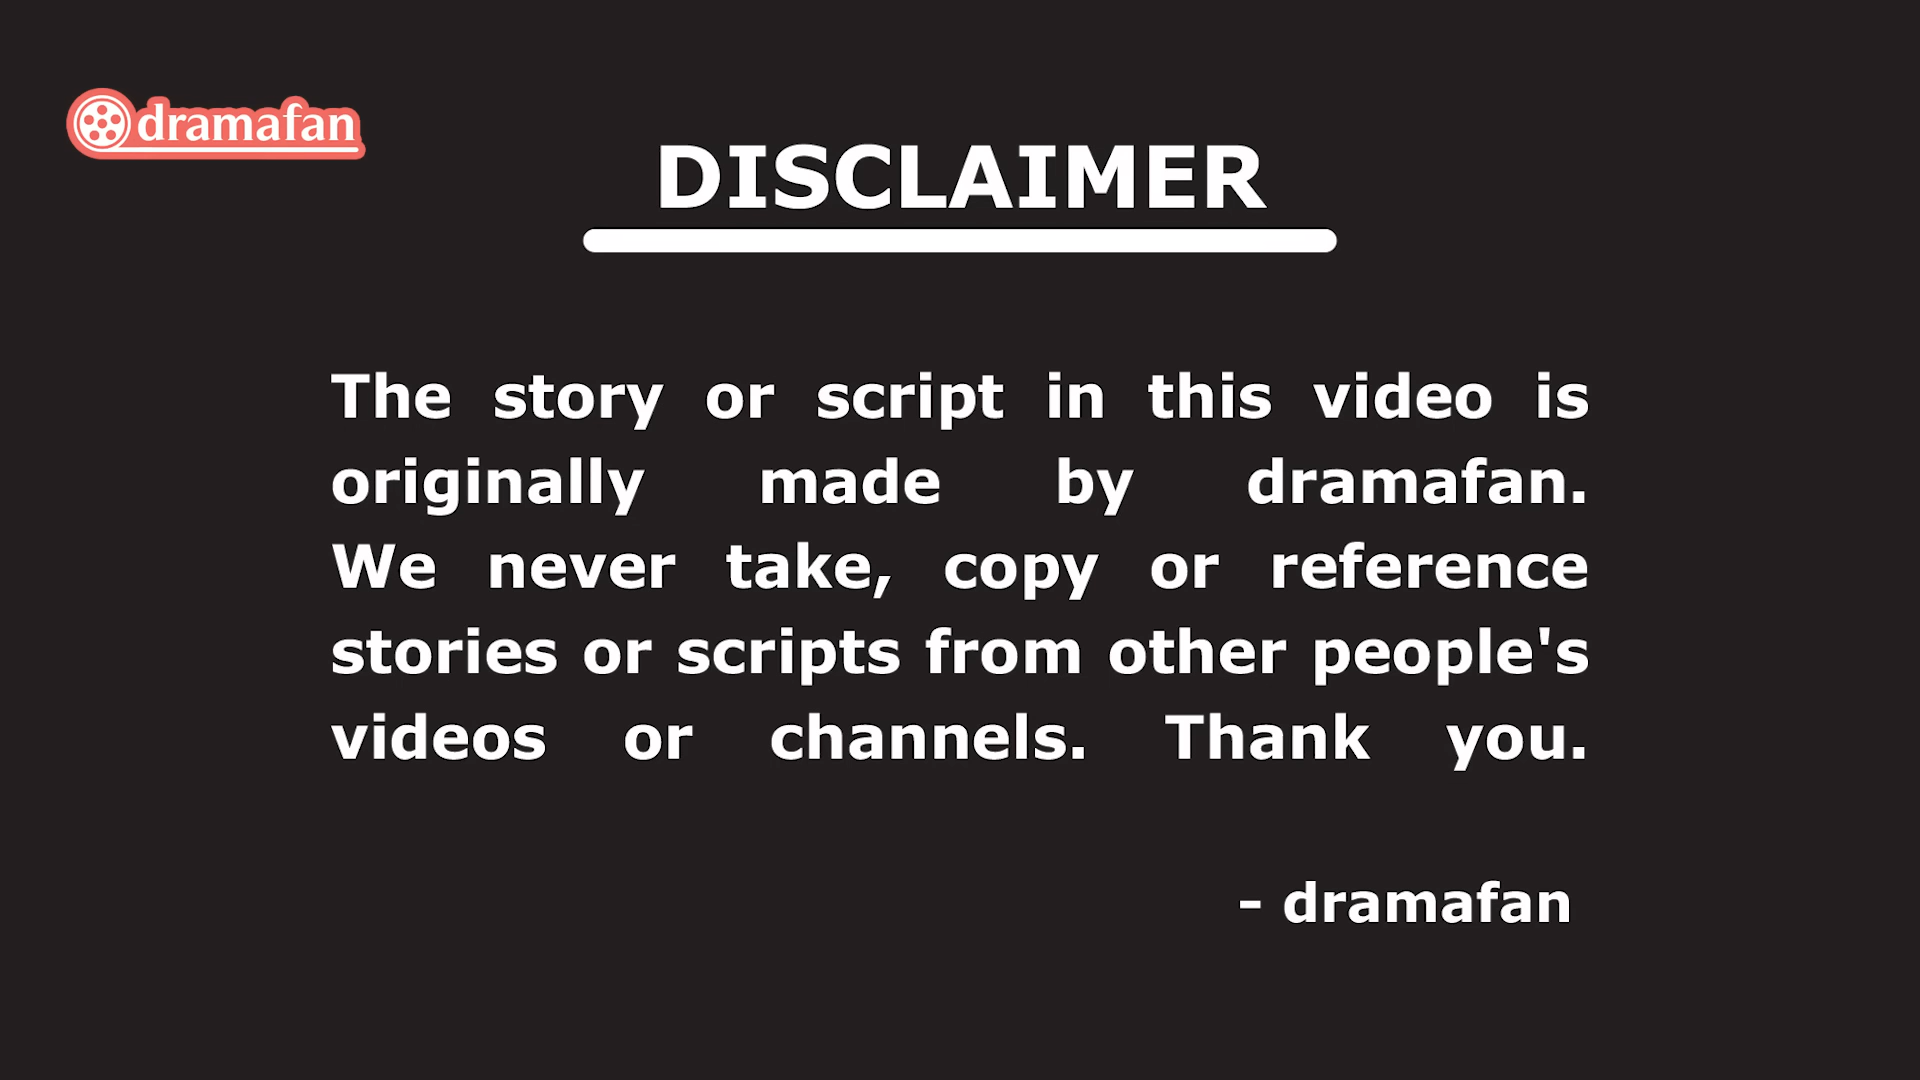 dramafan
DISCLAIMER
The story or script in this video is
originally made by dramafan.
We never take, copy or reference
stories or scripts from other people's
videos or channels. Thank you.
- dramafan